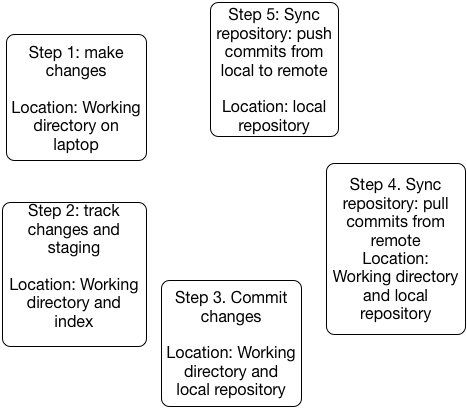 Step 1: make
changes
Location: Working
directory on
laptop
Step 2: track
changes and
staging
Location: Working
directory and
index
Step 3. Commit
changes
Location: Working
directory and
local repository
Step 4. Sync
repository: pull
commits from
remote
Location:
Working directory
and local
repository
Step 5: Sync
repository: push
commits from
local to remote
Location: local
repository